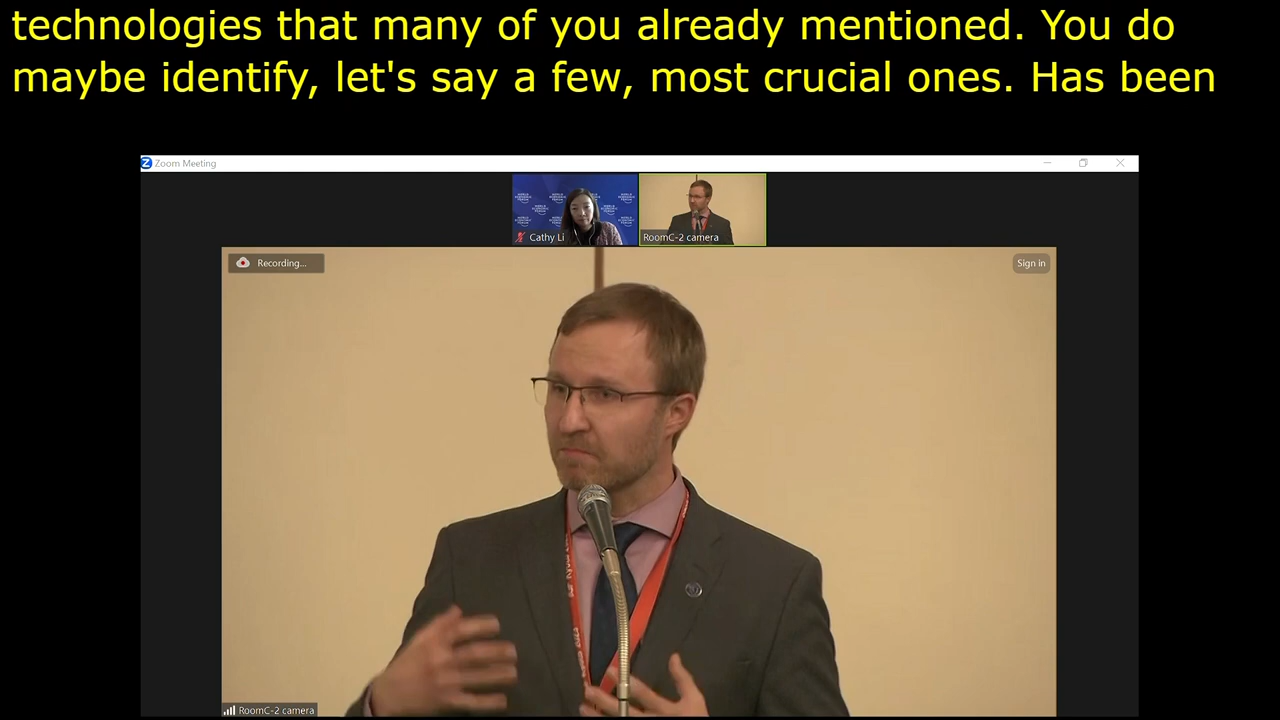 technologies that many of you already mentioned. You do
maybe identify, let's say a few, most crucial ones. Has been
Zoom Meeting
Cathy Li
RoomC-2 camera
Recording...
Sign in
RoomC-2 camera